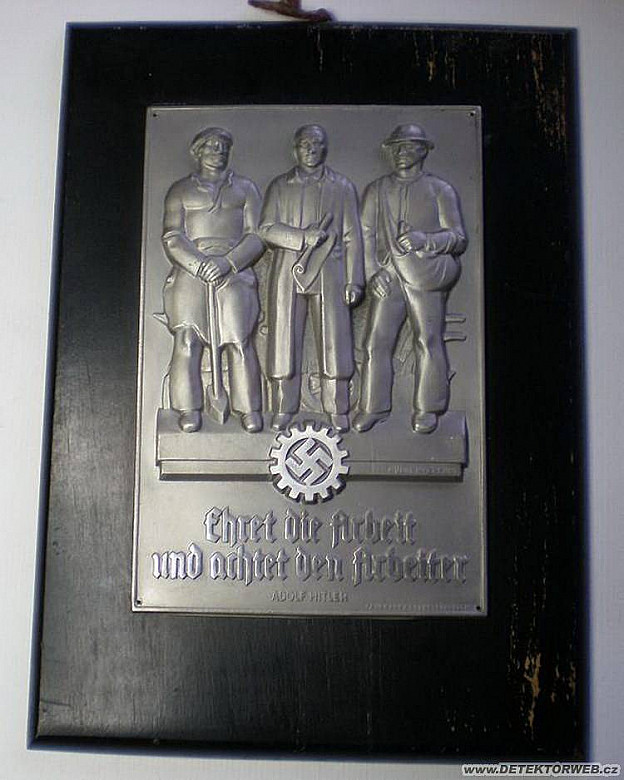 Ehret die Arbeit
und achtet den Arbeiter
ADOLF HITLER
www.DETEKTORWEB.cz